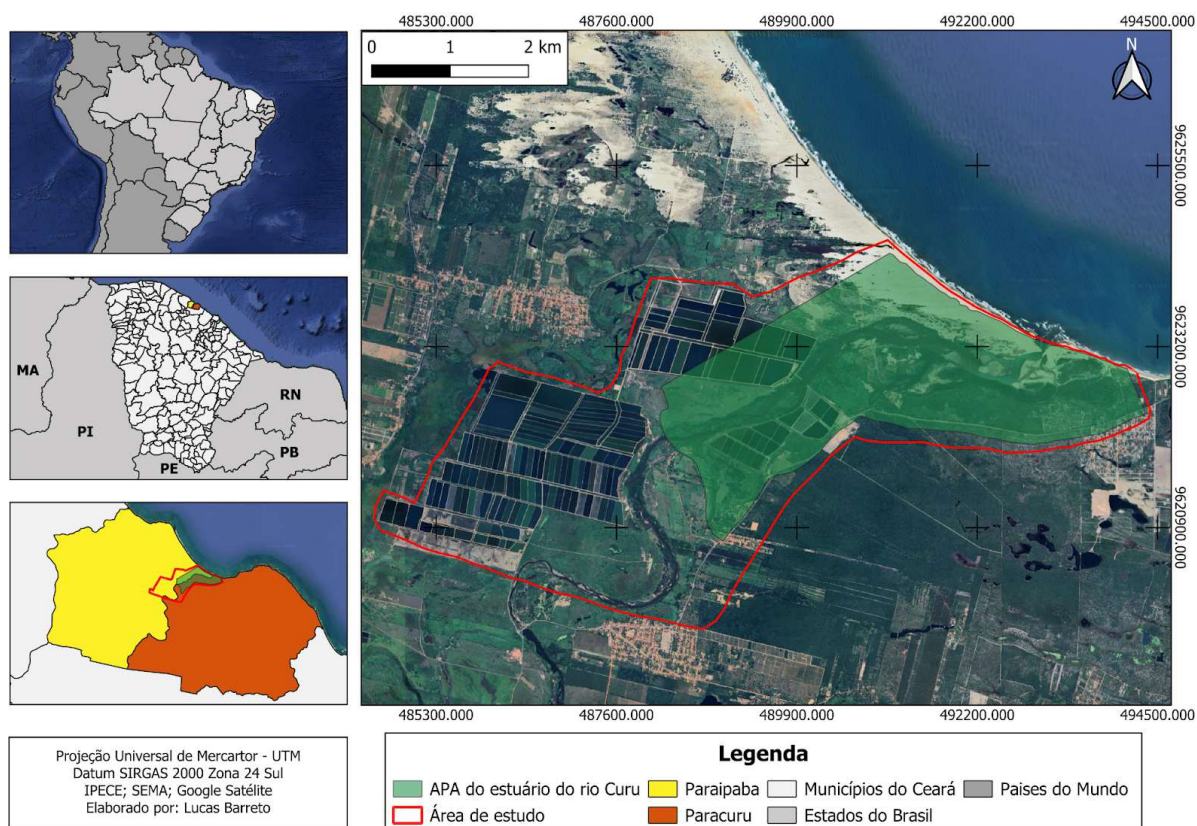 485300.000 487600.000 489900.000 492200.000 494500.000
0 1 2 km
N
9625500.000
9623200.000
9620900.000
MA
PI
PE
RN
PB
485300.000 487600.000 489900.000 492200.000 494500.000
Projeção Universal de Mercartor - UTM
Datum SIRGAS 2000 Zona 24 Sul
IPECE; SEMA; Google Satélite
Elaborado por: Lucas Barreto
Legenda
APA do estuário do rio Curu Paraipaba Municípios do Ceará Paises do Mundo
Área de estudo Paracuru Estados do Brasil